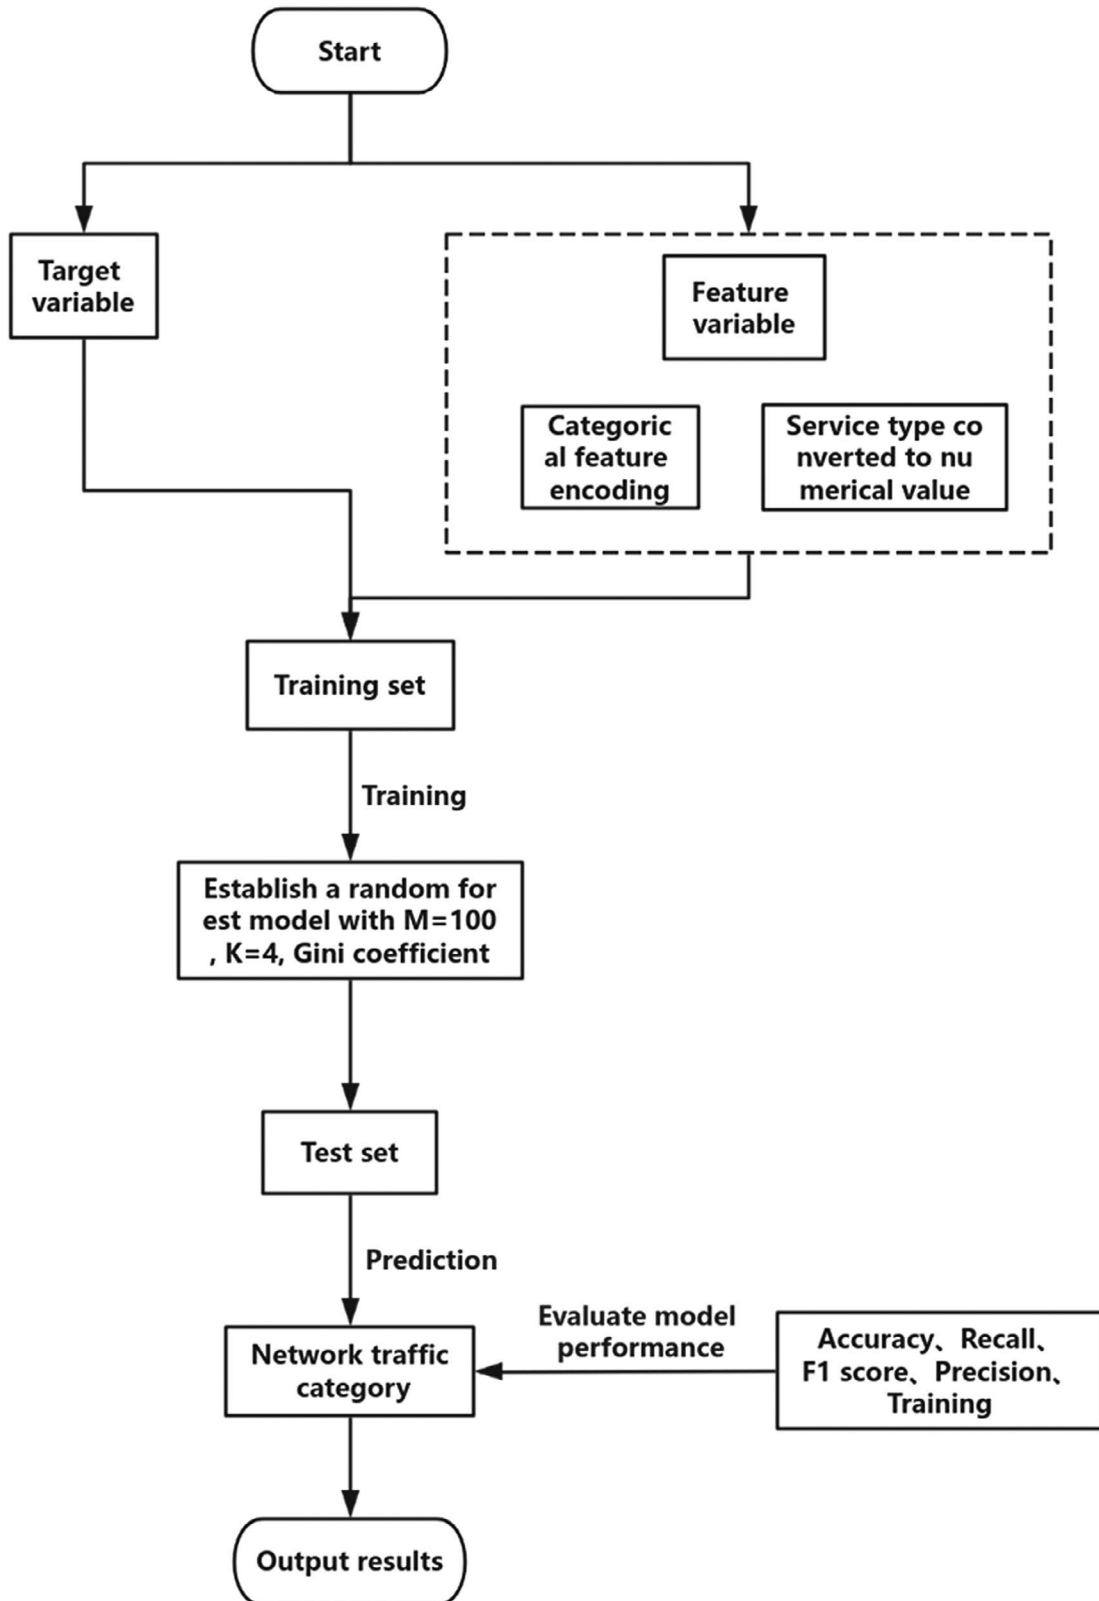 Start
Target
variable
Feature
variable
Categoric
al feature
encoding
Service type co
nverted to nu
merical value
Training set
Training
Establish a random for
est model with M=100
, K=4, Gini coefficient
Test set
Prediction
Evaluate model
performance
Network traffic
category
Accuracy、Recall、
F1 score、Precision、
Training
Output results